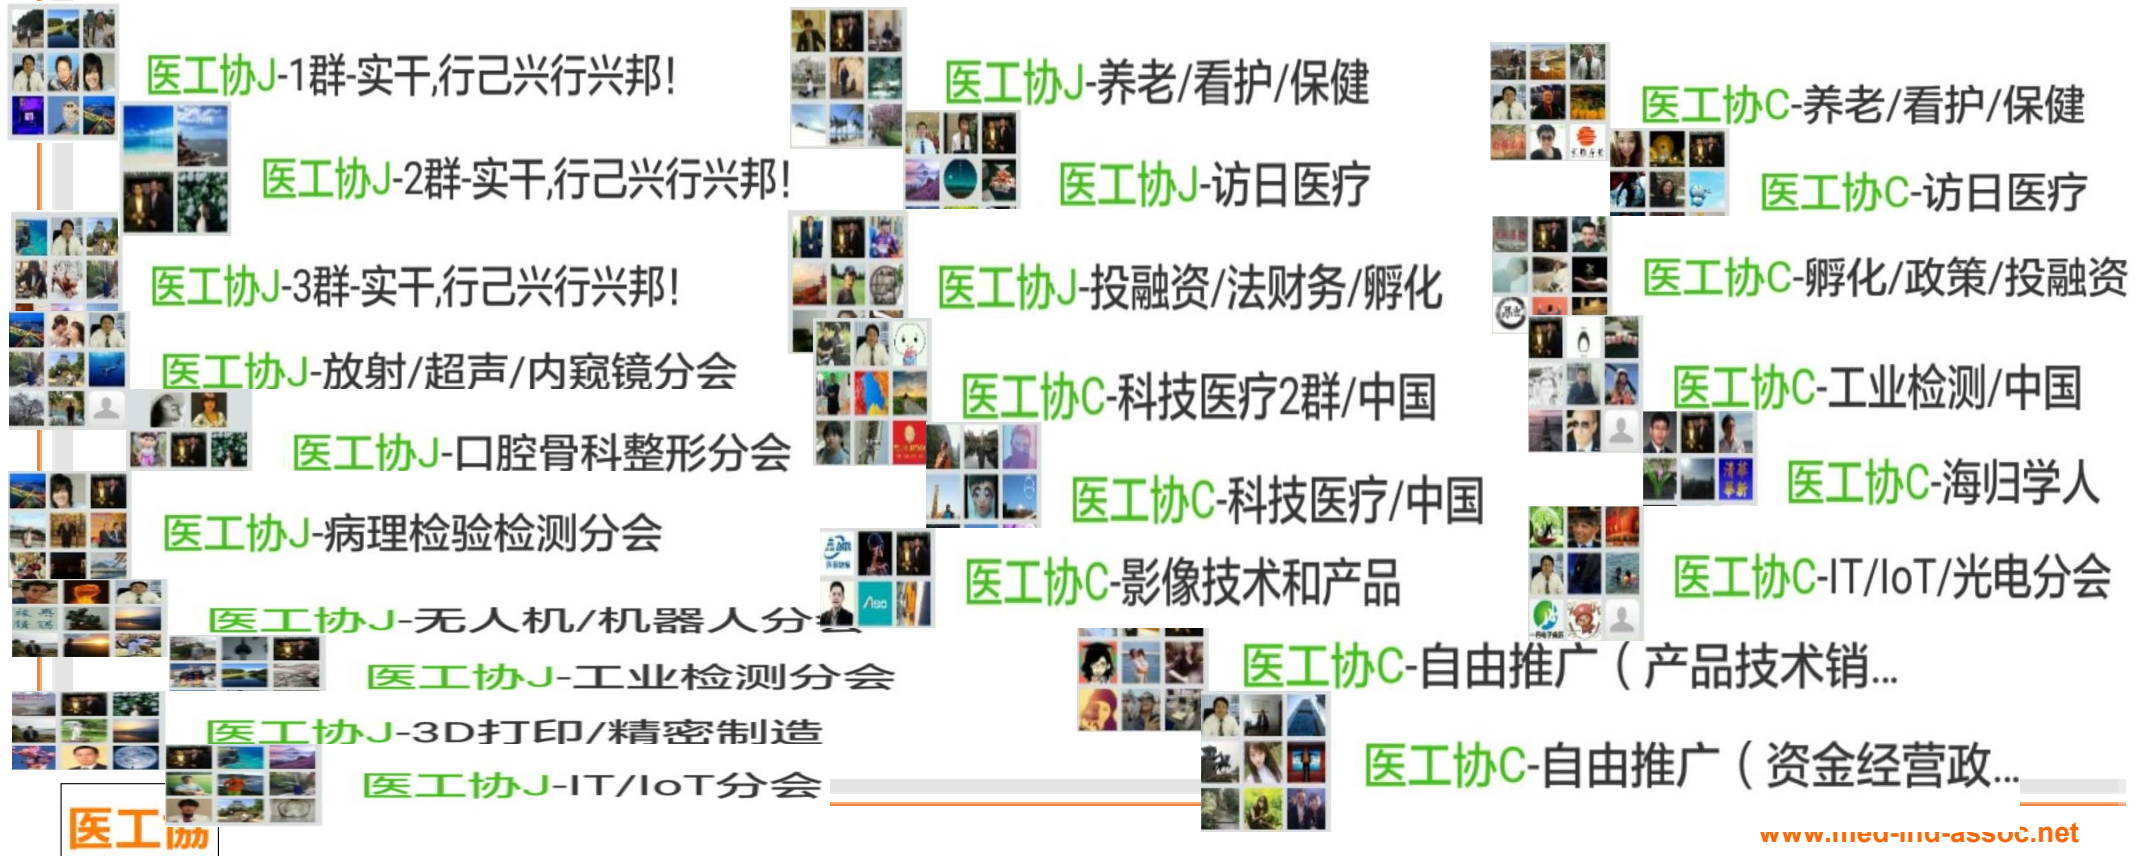 医工协J-1群-实干,行己兴行兴邦!
医工协J-2群-实干,行己兴行兴邦!
医工协J-3群-实干,行己兴行兴邦!
医工协J-放射/超声/内窥镜分会
医工协J-口腔骨科整形分会
医工协J-病理检验检测分会
医工协J-无人机/机器人分会
医工协J-工业检测分会
医工协J-3D打印/精密制造
医工协J-IT/IoT分会
医工協
医工协J-养老/看护/保健
医工协J-访日医疗
医工协J-投融资/法财务/孵化
医工协C-科技医疗2群/中国
医工协C-科技医疗/中国
医工协C-影像技术和产品
医工协C-自由推广（产品技术销...
医工协C-自由推广（资金经营政...
医工协C-养老/看护/保健
医工协C-访日医疗
医工协C-孵化/政策/投融资
医工协C-工业检测/中国
医工协C-海归学人
医工协C-IT/IoT/光电分会
www.med-ind-assoc.net